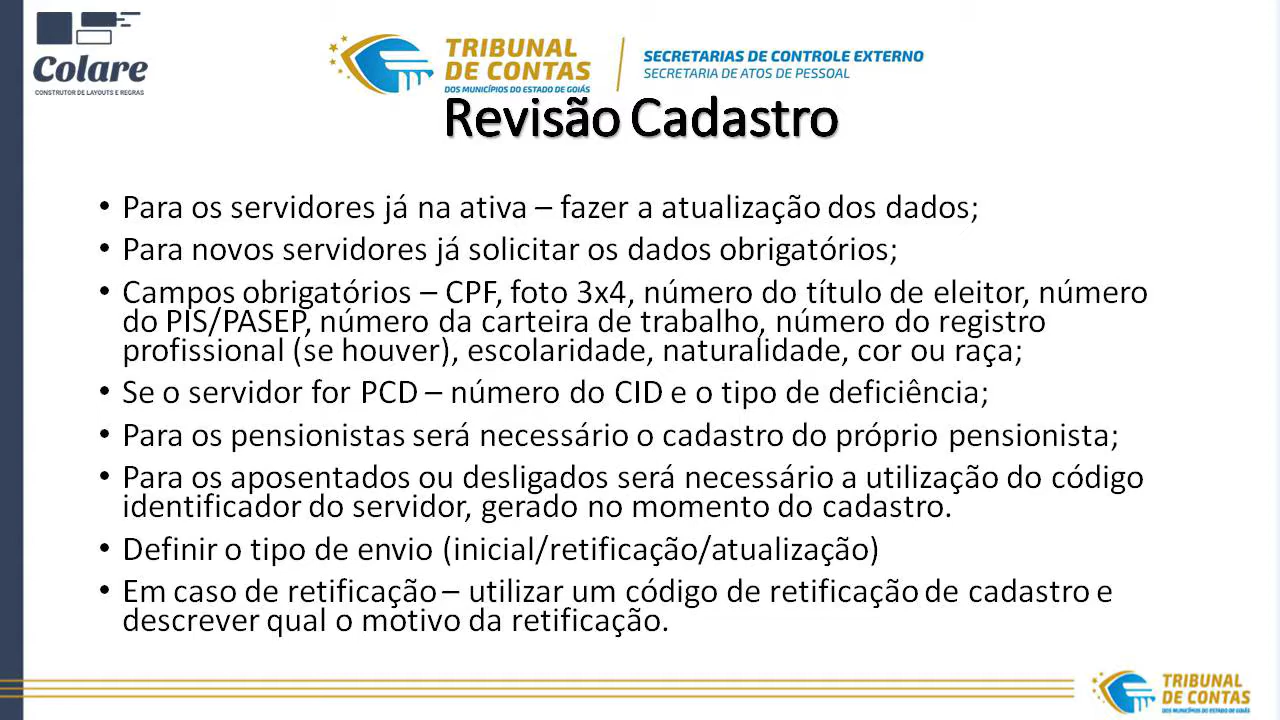 Colare
CONSTRUTOR DE LAYOUTS E REGRAS
TRIBUNAL
DE CONTAS
DOS MUNICÍPIOS DO ESTADO DE GOIÁS
SECRETARIAS DE CONTROLE EXTERNO
SECRETARIA DE ATOS DE PESSOAL
Revisão Cadastro
• Para os servidores já na ativa – fazer a atualização dos dados;
• Para novos servidores já solicitar os dados obrigatórios;
• Campos obrigatórios – CPF, foto 3x4, número do título de eleitor, número
do PIS/PASEP, número da carteira de trabalho, número do registro
profissional (se houver), escolaridade, naturalidade, cor ou raça;
• Se o servidor for PCD – número do CID e o tipo de deficiência;
• Para os pensionistas será necessário o cadastro do próprio pensionista;
• Para os aposentados ou desligados será necessário a utilização do código
identificador do servidor, gerado no momento do cadastro.
• Definir o tipo de envio (inicial/retificação/atualização)
• Em caso de retificação – utilizar um código de retificação de cadastro e
descrever qual o motivo da retificação.
TRIBUNAL
DE CONTAS
DOS MUNICÍPIOS DO ESTADO DE GOIÁS